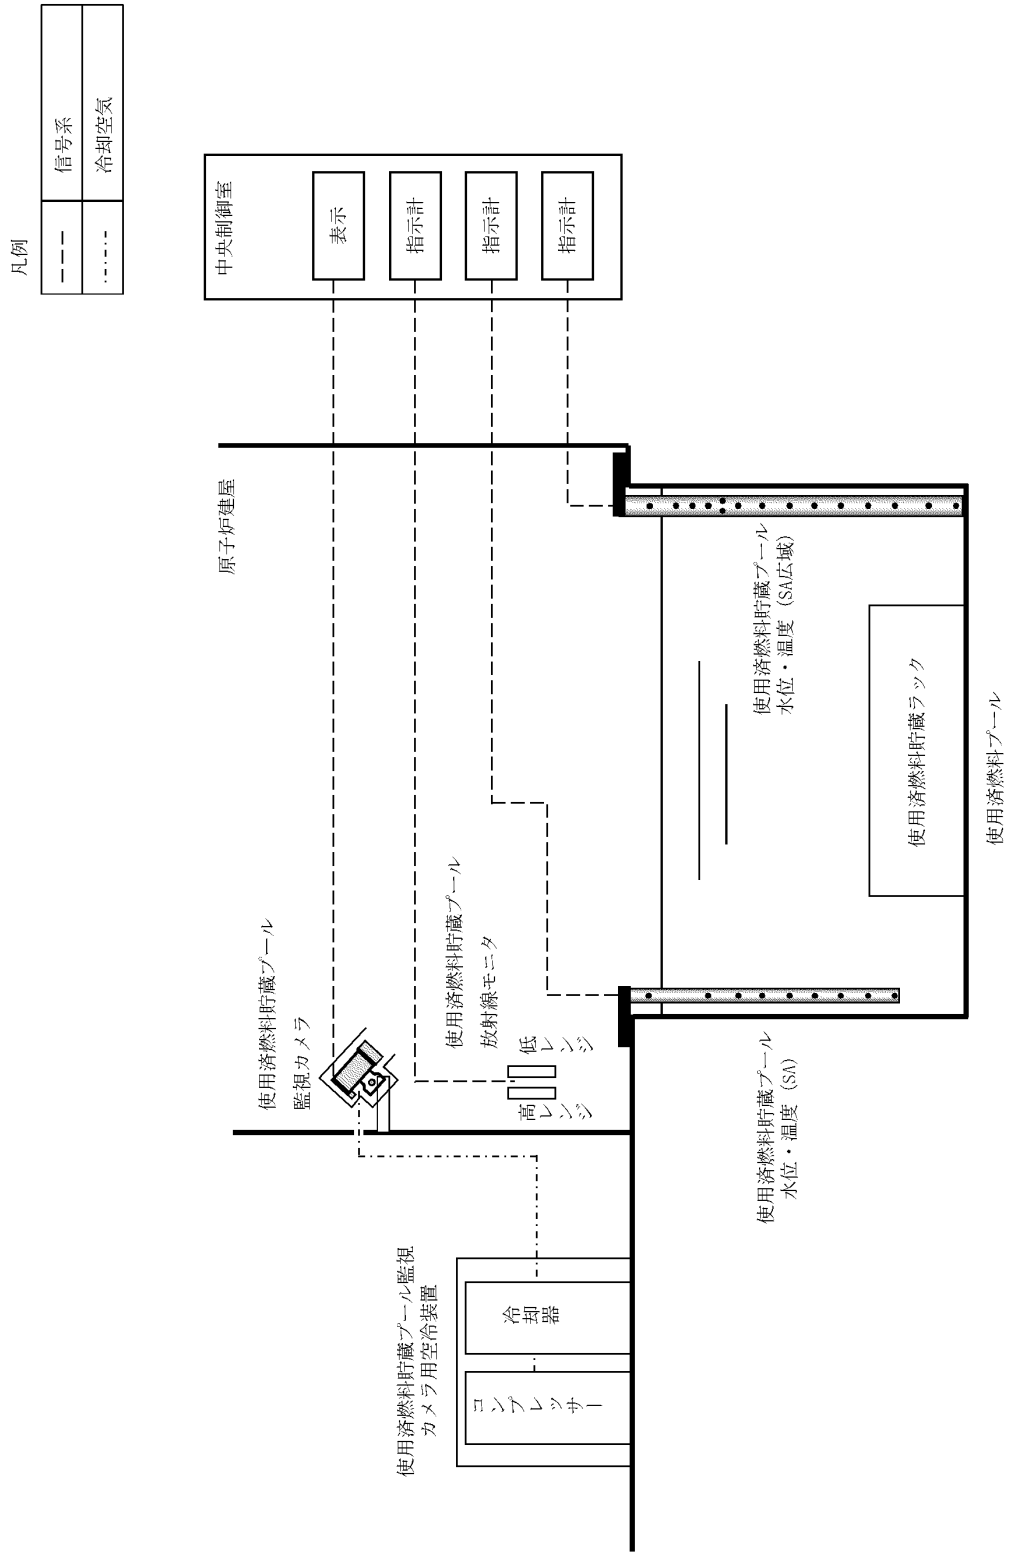 凡例
信号系
冷却空気
中央制御室
表示
指示計
指示計
指示計
原子炉建屋
使用済燃料貯蔵プール
監視カメラ
使用済燃料貯蔵プール
放射線モニタ
高レンジ
低レンジ
使用済燃料貯蔵プール監視
カメラ用空冷装置
コンプレッサー
冷却器
使用済燃料貯蔵プール
水位・温度 (SA)
使用済燃料貯蔵プール
水位・温度 (SA広域)
使用済燃料貯蔵ラック
使用済燃料プール